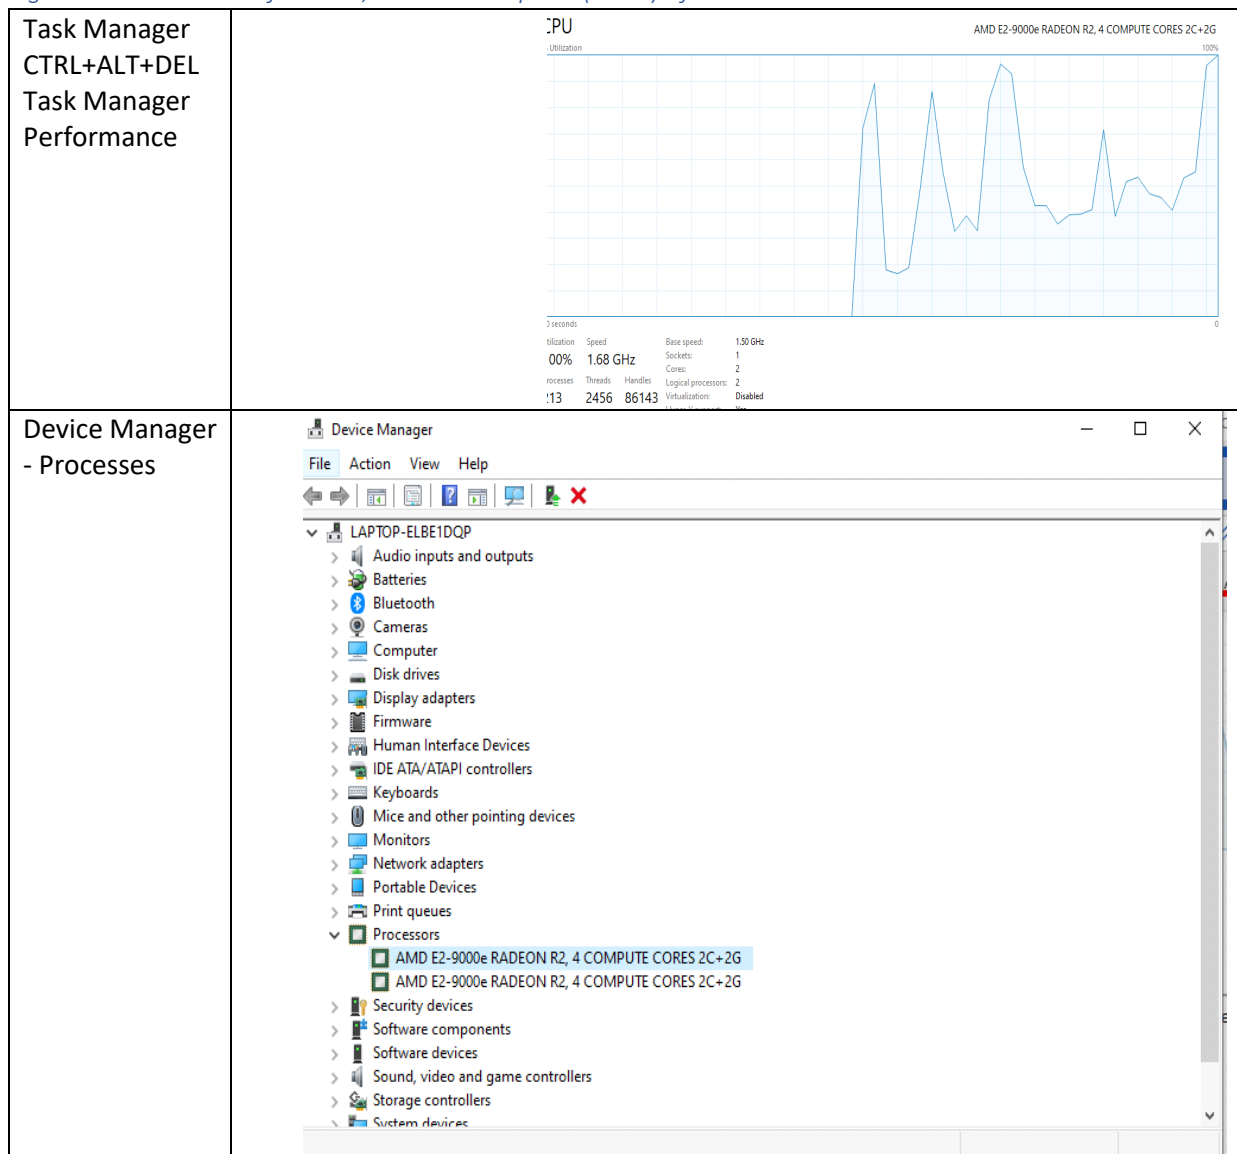 Task Manager
CTRL+ALT+DEL
Task Manager
Performance
CPU
AMD E2-9000e RADEON R2, 4 COMPUTE CORES 2C+2G
Utilization
100%
seconds
0
Speed
00%
1.68 GHz
Threads
Handles
2456
86143
Base speed:
1.50 GHz
Sockets:
1
Cores:
2
Logical processors:
2
Virtualization:
Disabled
Device Manager
- Processes
Device Manager
File Action View Help
LAPTOP-ELBE1DQP
Audio inputs and outputs
Batteries
Bluetooth
Cameras
Computer
Disk drives
Display adapters
Firmware
Human Interface Devices
IDE ATA/ATAPI controllers
Keyboards
Mice and other pointing devices
Monitors
Network adapters
Portable Devices
Print queues
Processors
AMD E2-9000e RADEON R2, 4 COMPUTE CORES 2C+2G
AMD E2-9000e RADEON R2, 4 COMPUTE CORES 2C+2G
Security devices
Software components
Software devices
Sound, video and game controllers
Storage controllers
System devices